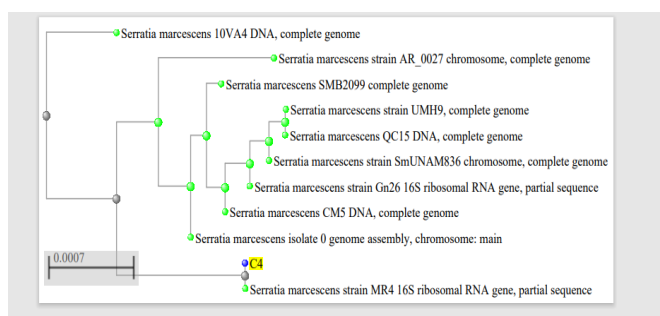 Serratia marcescens 10VA4 DNA, complete genome
Serratia marcescens strain AR_0027 chromosome, complete genome
Serratia marcescens SMB2099 complete genome
Serratia marcescens strain UMH9, complete genome
Serratia marcescens QC15 DNA, complete genome
Serratia marcescens strain SmUNAM836 chromosome, complete genome
Serratia marcescens strain Gn26 16S ribosomal RNA gene, partial sequence
Serratia marcescens CM5 DNA, complete genome
Serratia marcescens isolate 0 genome assembly, chromosome: main
0.0007
C4
Serratia marcescens strain MR4 16S ribosomal RNA gene, partial sequence